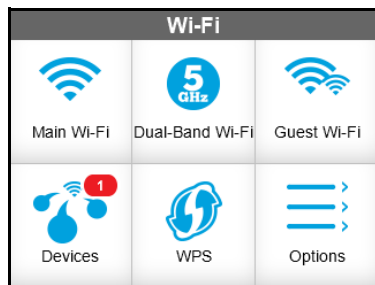 Wi-Fi
5
GHz
Main Wi-Fi
Dual-Band Wi-Fi
Guest Wi-Fi
1
Devices
WPS
Options